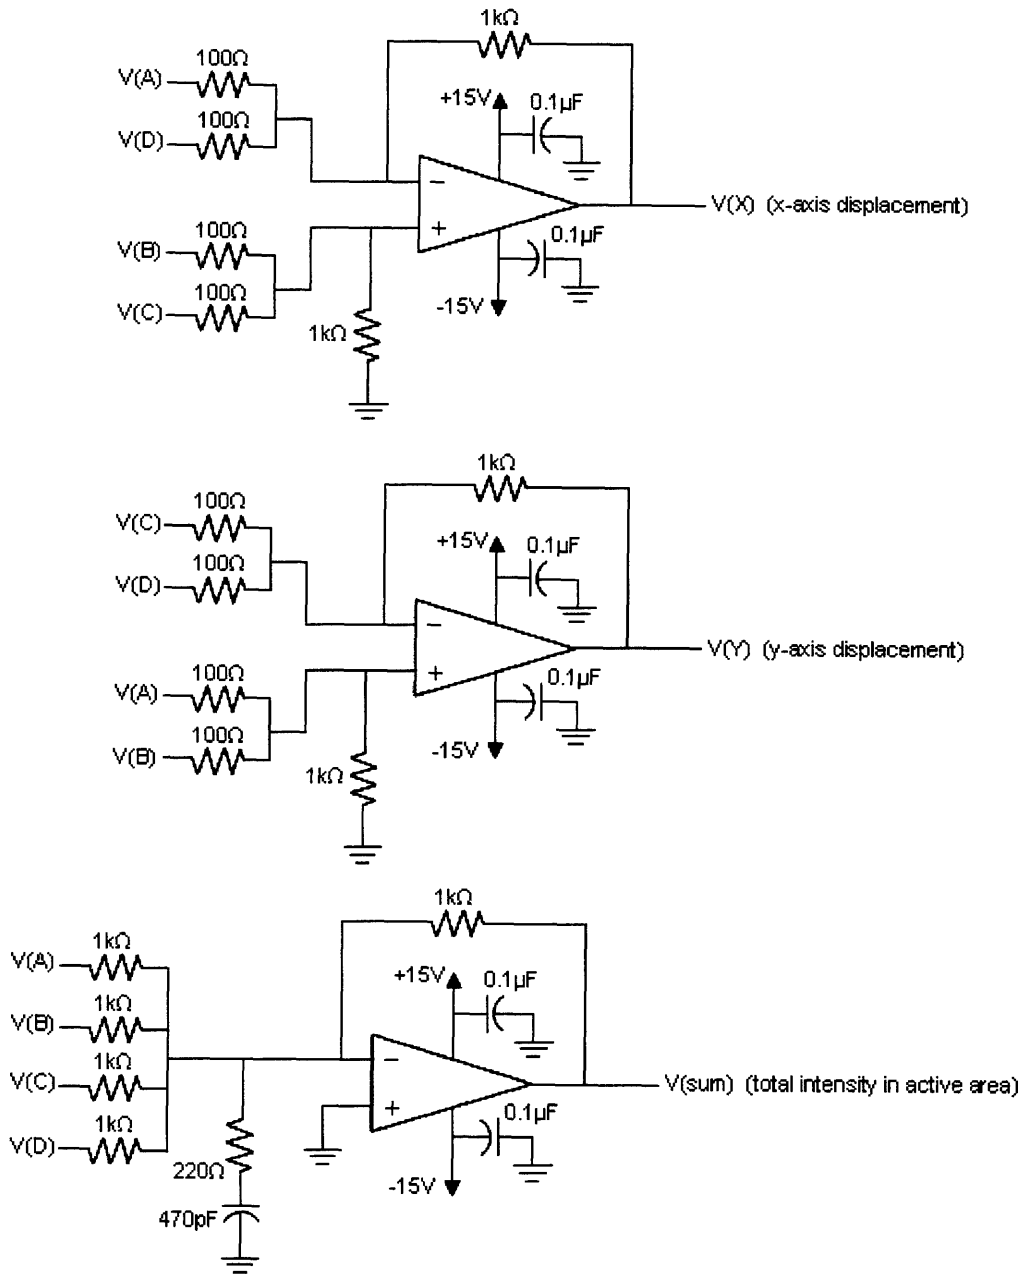 1kΩ
100Ω
V(A)
+15V
0.1µF
100Ω
V(D)
V(X) (x-axis displacement)
100Ω
V(B)
0.1µF
100Ω
V(C)
-15V
1kΩ
1kΩ
100Ω
V(C)
+15V
0.1µF
100Ω
V(D)
V(Y) (y-axis displacement)
100Ω
V(A)
0.1µF
100Ω
V(B)
-15V
1kΩ
1kΩ
1kΩ
V(A)
+15V
0.1µF
1kΩ
V(B)
1kΩ
V(C)
V(sum) (total intensity in active area)
1kΩ
V(D)
0.1µF
220Ω
-15V
470pF